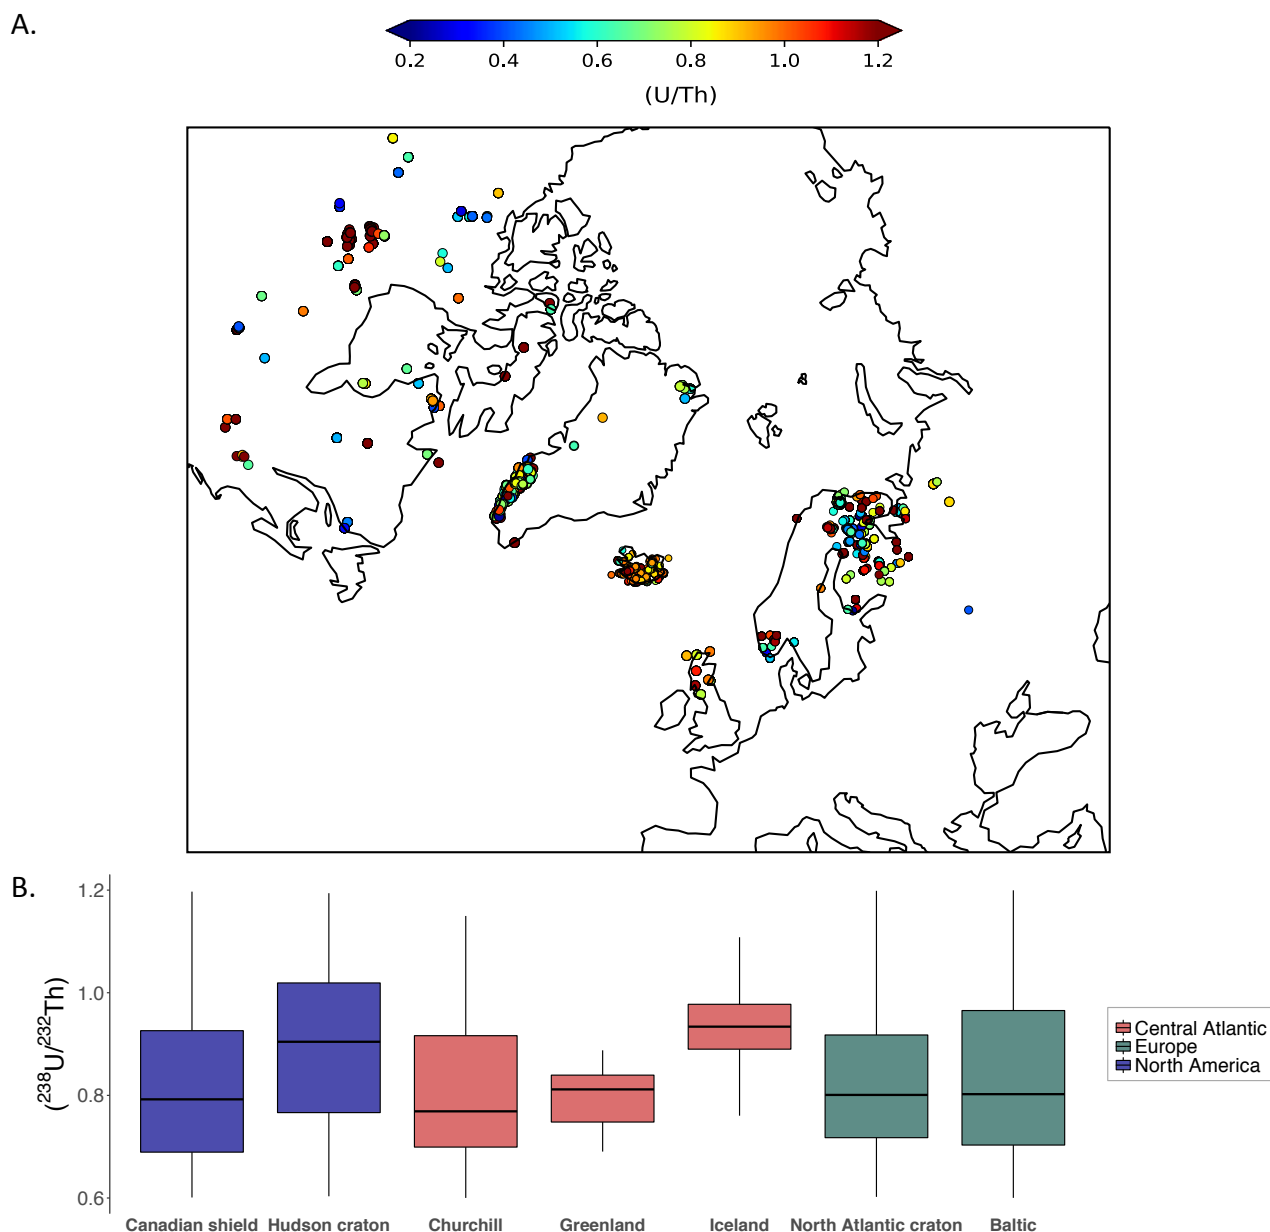 A.
0.2 0.4 0.6 0.8 1.0 1.2
(U/Th)
B.
1.2
1.0
0.8
0.6
(²³⁸U/²³²Th)
Central Atlantic
Europe
North America
Canadian shield Hudson craton Churchill Greenland Iceland North Atlantic craton Baltic